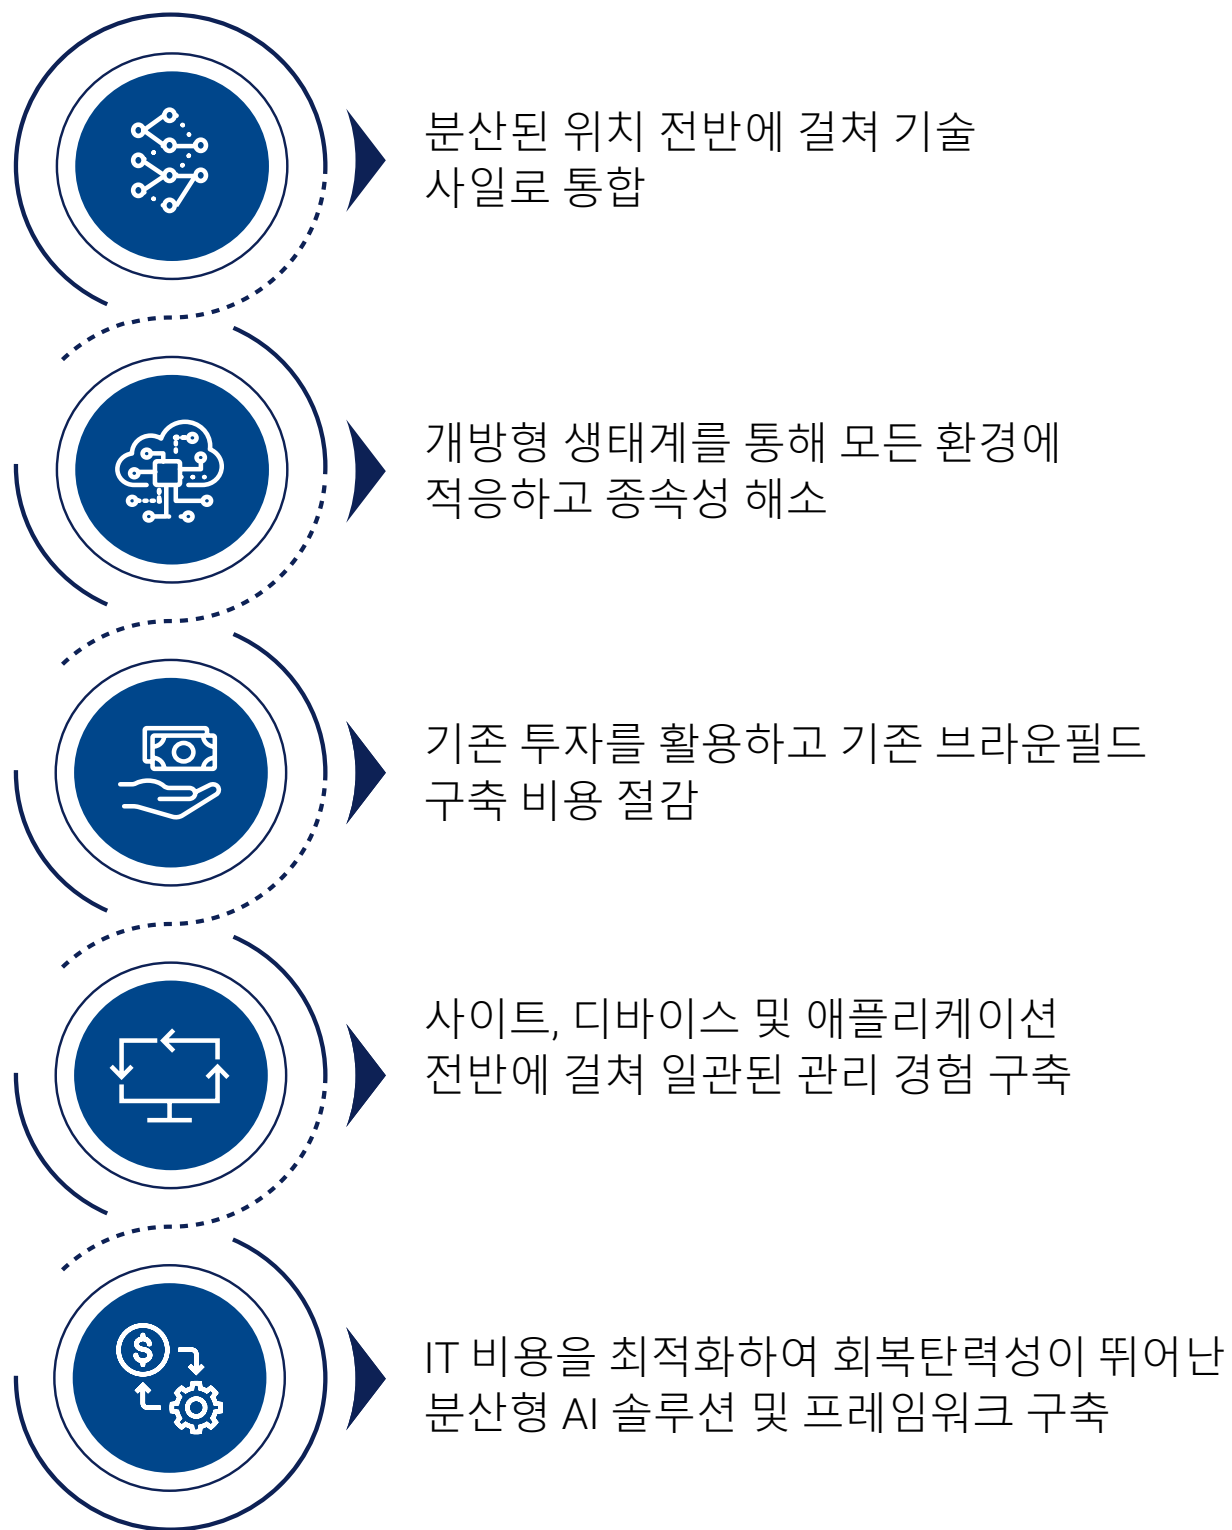 분산된 위치 전반에 걸쳐 기술
사일로 통합
개방형 생태계를 통해 모든 환경에
적응하고 종속성 해소
기존 투자를 활용하고 기존 브라운필드
구축 비용 절감
사이트, 디바이스 및 애플리케이션
전반에 걸쳐 일관된 관리 경험 구축
IT 비용을 최적화하여 회복탄력성이 뛰어난
분산형 AI 솔루션 및 프레임워크 구축